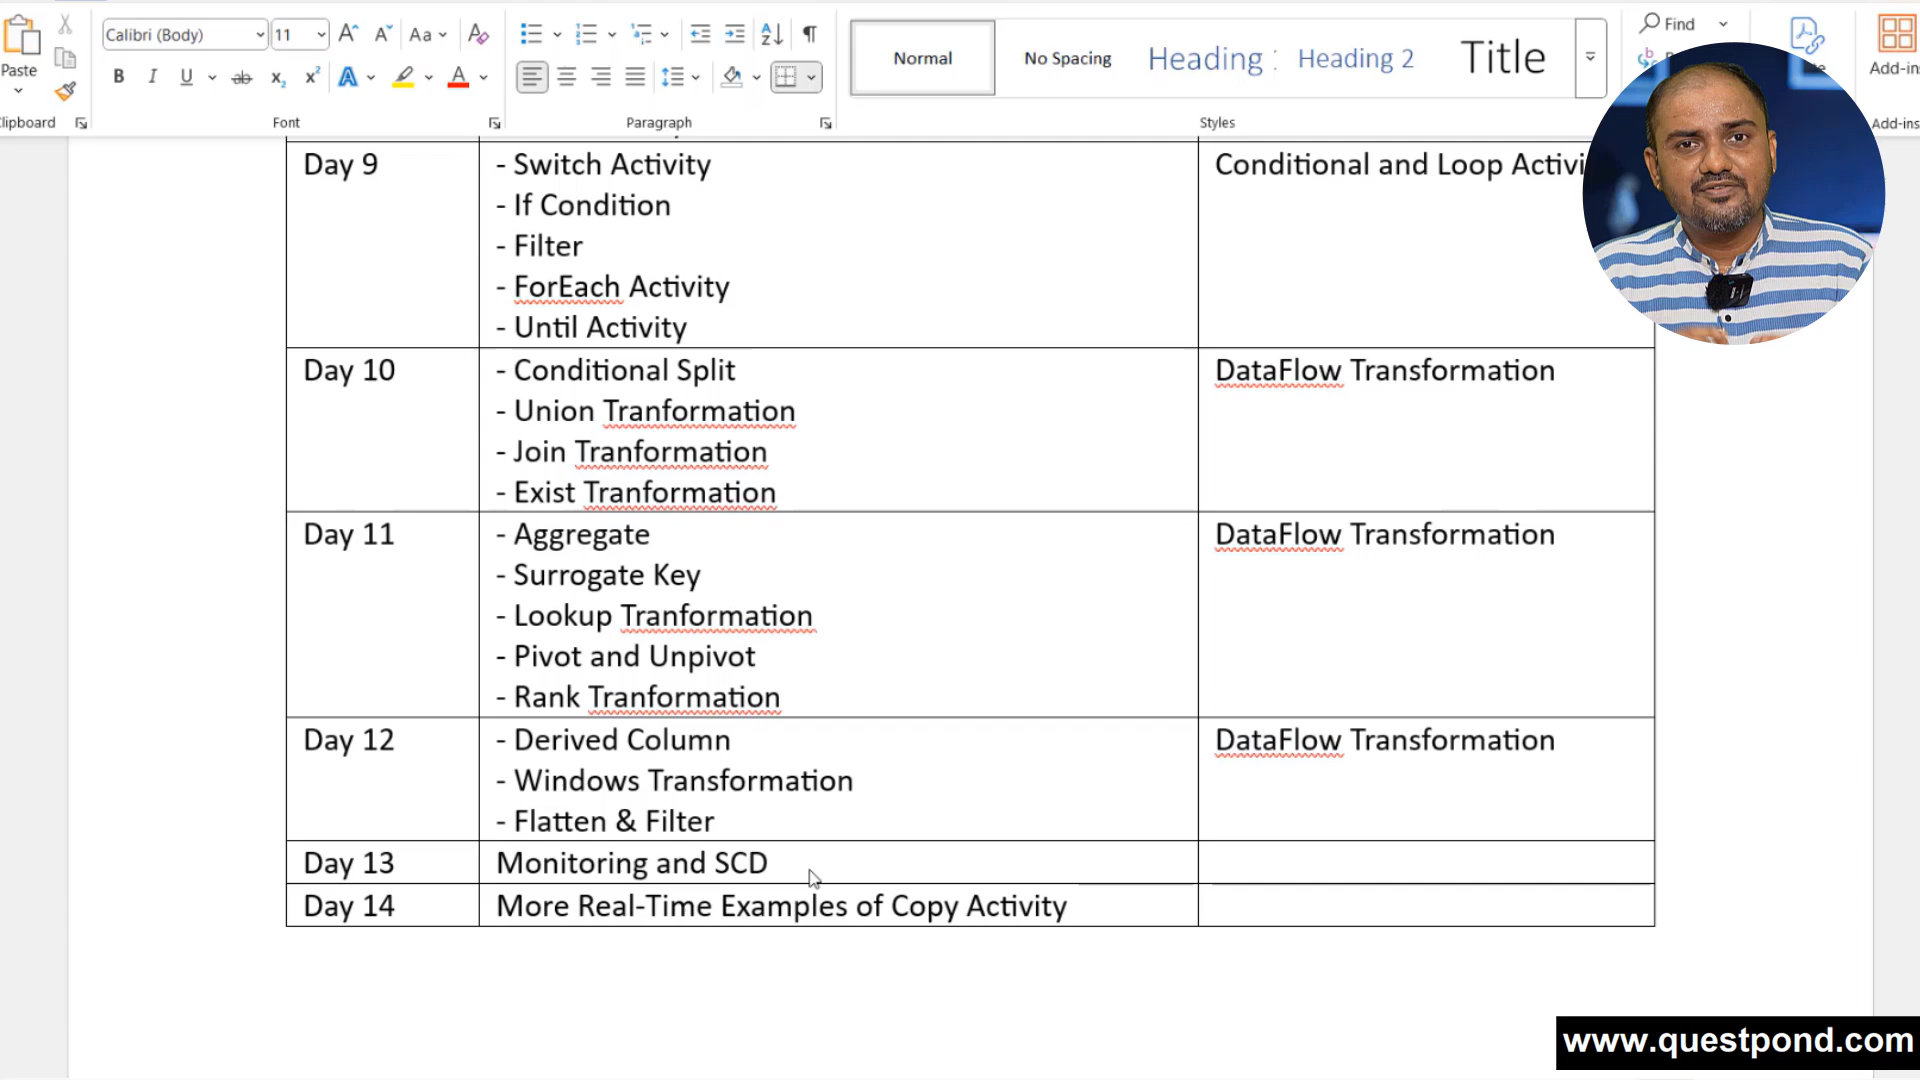 Calibri (Body) 11 Aa
Paste
B I U ab x₂ x² A A
Clipboard Font Paragraph Styles
Normal No Spacing Heading Heading 2 Title
Find
Add-ins
Add-ins
Day 9 - Switch Activity Conditional and Loop Activi
- If Condition
- Filter
- ForEach Activity
- Until Activity
Day 10 - Conditional Split DataFlow Transformation
- Union Tranformation
- Join Tranformation
- Exist Tranformation
Day 11 - Aggregate DataFlow Transformation
- Surrogate Key
- Lookup Tranformation
- Pivot and Unpivot
- Rank Tranformation
Day 12 - Derived Column DataFlow Transformation
- Windows Transformation
- Flatten & Filter
Day 13 Monitoring and SCD
Day 14 More Real-Time Examples of Copy Activity
www.questpond.com